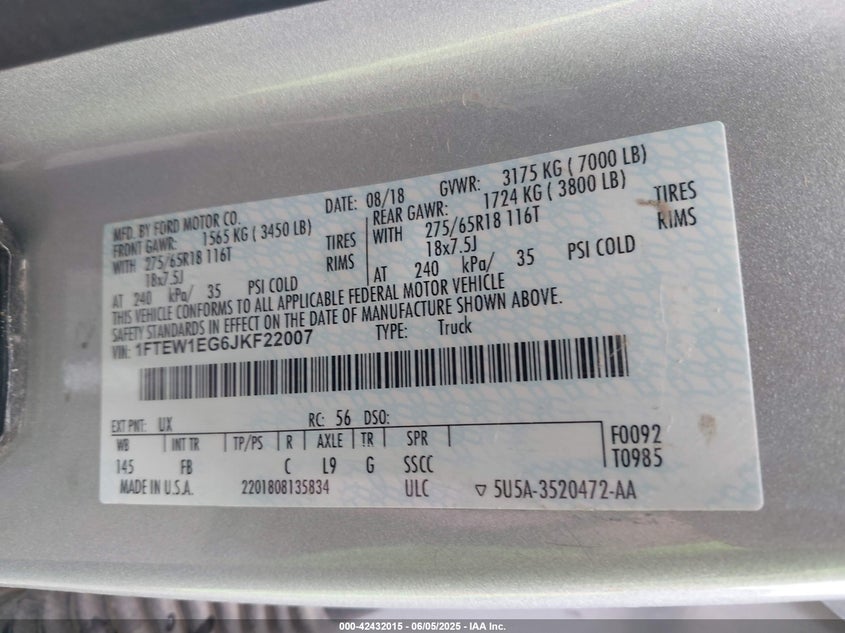 MFD. BY FORD MOTOR CO.
DATE: 08/18
GVWR: 3175 KG ( 7000 LB)
FRONT GAWR: 1565 KG ( 3450 LB)
WITH 275/65R18 116T TIRES
18x7.5J RIMS
AT 240 kPa/ 35 PSI COLD
REAR GAWR: 1724 KG ( 3800 LB)
WITH 275/65R18 116T TIRES
18x7.5J RIMS
AT 240 kPa/ 35 PSI COLD
THIS VEHICLE CONFORMS TO ALL APPLICABLE FEDERAL MOTOR VEHICLE
SAFETY STANDARDS IN EFFECT ON THE DATE OF MANUFACTURE SHOWN ABOVE.
VIN: 1FTEW1EG6JKF22007 TYPE: Truck
EXT PNT: UX RC: 56 DSO:
WB INT TR TP/PS R AXLE TR SPR
145 FB C L9 G SSCC
F0092
T0985
MADE IN U.S.A. 2201808135834 ULC ▽ 5U5A-3520472-AA
000-42432015 - 06/05/2025 - IAA Inc.